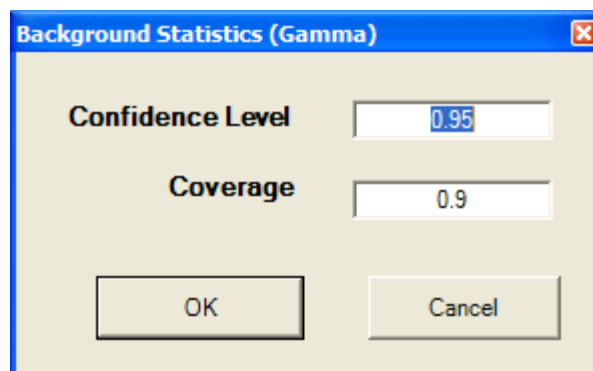 Background Statistics (Gamma)
Confidence Level 0.95
Coverage 0.9
OK Cancel